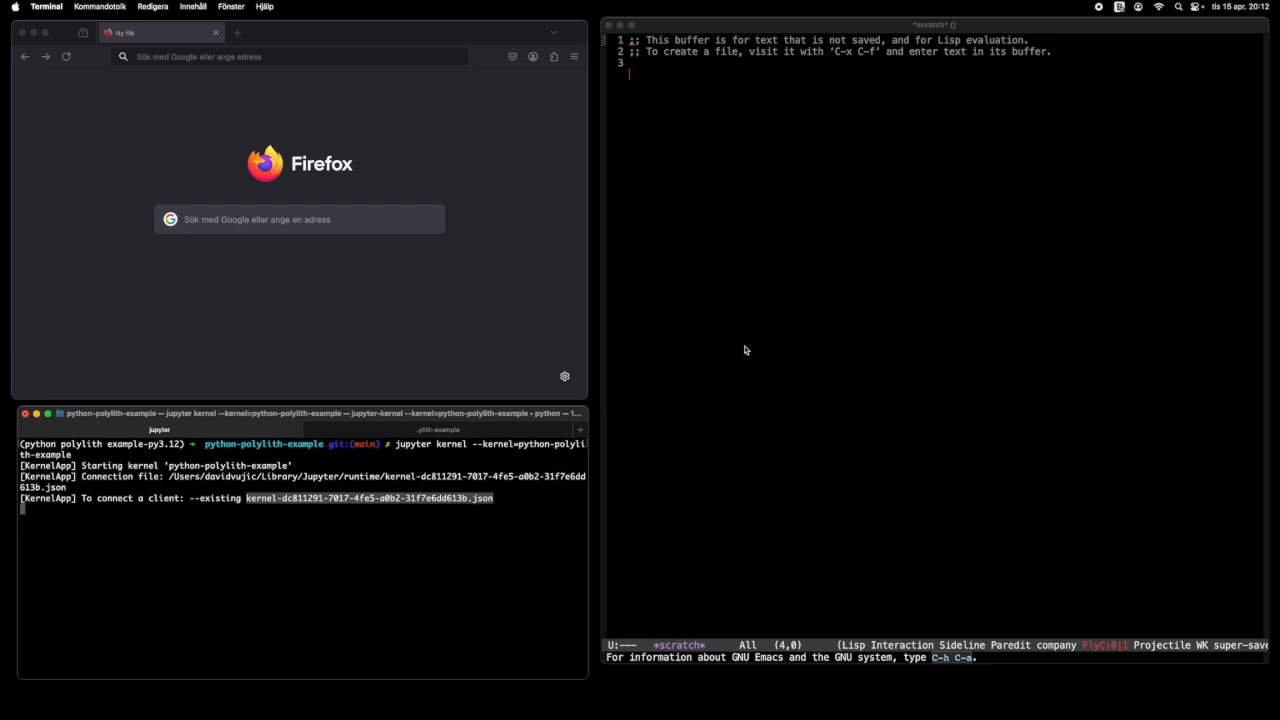 Terminal Kommandotolk Redigera Innehåll Fönster Hjälp tis 15 apr. 20:12
Ny flik
Sök med Google eller ange adress
Firefox
Sök med Google eller ange en adress
python-polylith-example — jupyter kernel --kernel=python-polylith-example — jupyter-kernel --kernel=python-polylith-example ▸ python — 1...
jupyter ..ylith-example
(python polylith example-py3.12) → python-polylith-example git:(main) ✗ jupyter kernel --kernel=python-polyli
th-example
[KernelApp] Starting kernel 'python-polylith-example'
[KernelApp] Connection file: /Users/davidvujic/Library/Jupyter/runtime/kernel-dc811291-7017-4fe5-a0b2-31f7e6dd
613b.json
[KernelApp] To connect a client: --existing kernel-dc811291-7017-4fe5-a0b2-31f7e6dd613b.json
*scratch* ()
1 ;; This buffer is for text that is not saved, and for Lisp evaluation.
2 ;; To create a file, visit it with ‘C-x C-f’ and enter text in its buffer.
3
U:--- *scratch* All (4,0) (Lisp Interaction Sideline Paredit company FlyC:0|1 Projectile WK super-save
For information about GNU Emacs and the GNU system, type C-h C-a.